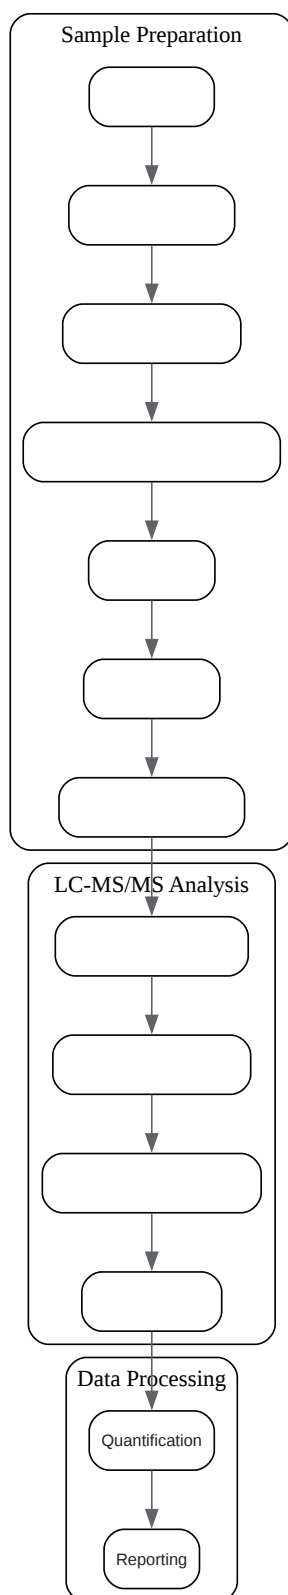 Sample Preparation
LC-MS/MS Analysis
Data Processing
Quantification
Reporting